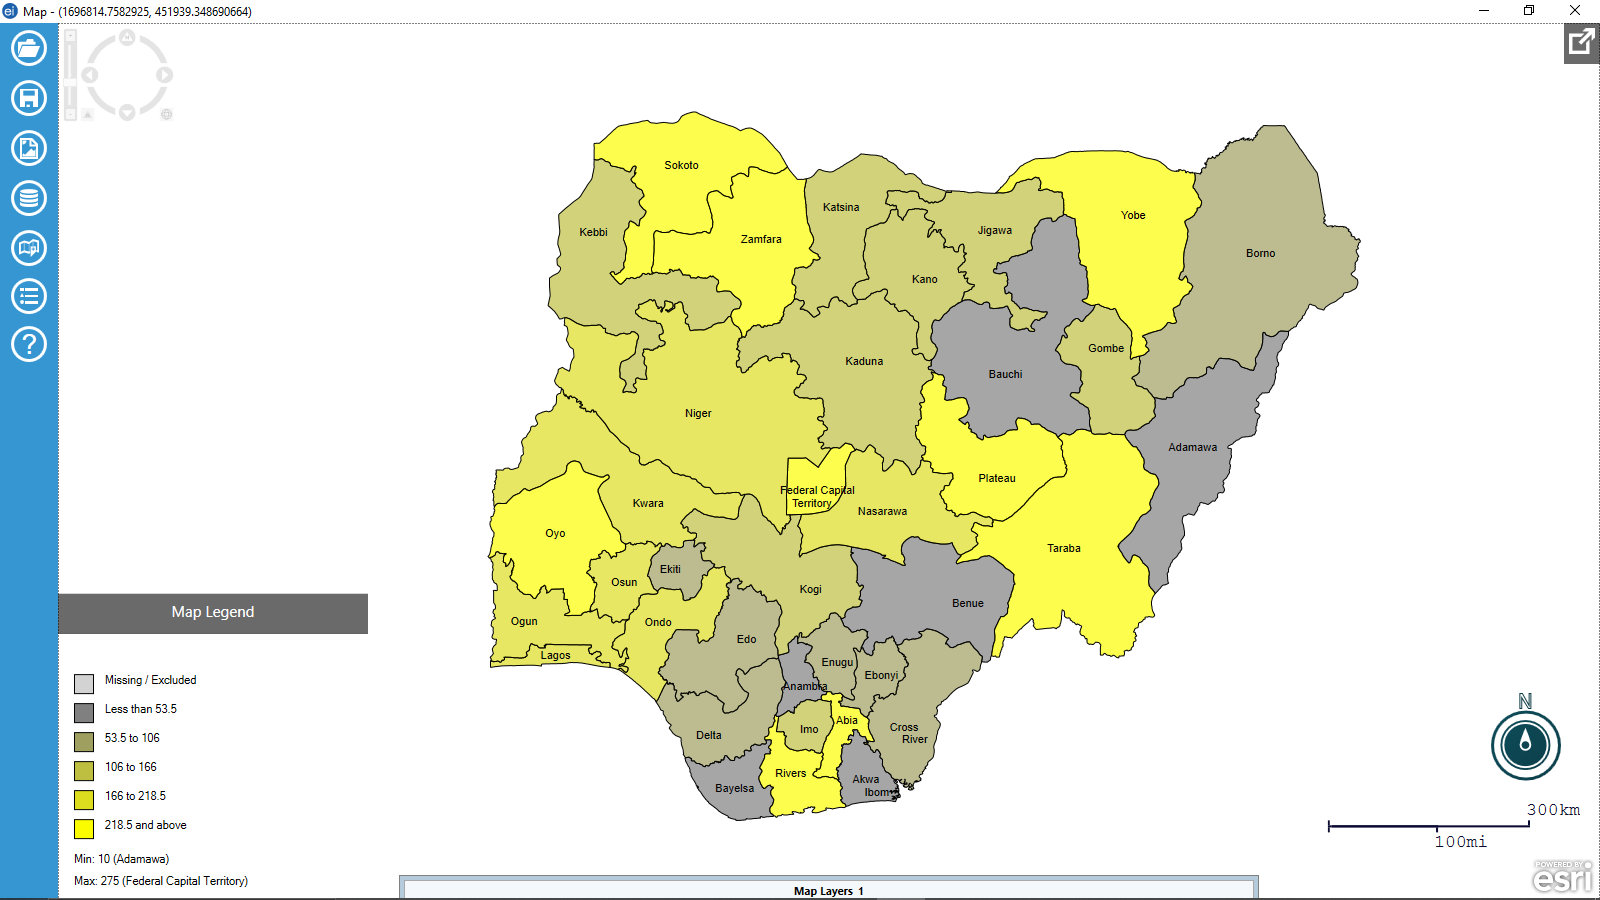 ei Map - (1696814.7582925, 451939.348690664)
Sokoto
Kebbi
Zamfara
Katsina
Kano
Jigawa
Yobe
Borno
Kaduna
Bauchi
Gombe
Niger
Adamawa
Plateau
Federal Capital
Territory
Nasarawa
Kwara
Oyo
Taraba
Osun
Ekiti
Kogi
Benue
Ogun
Ondo
Edo
Lagos
Enugu
Ebonyi
Anambra
Delta
Imo
Abia
Cross
River
Rivers
Bayelsa
Akwa
Ibom
Map Legend
Missing / Excluded
Less than 53.5
53.5 to 106
106 to 166
166 to 218.5
218.5 and above
Min: 10 (Adamawa)
Max: 275 (Federal Capital Territory)
N
300km
100mi
POWERED BY
esri
Map Layers 1